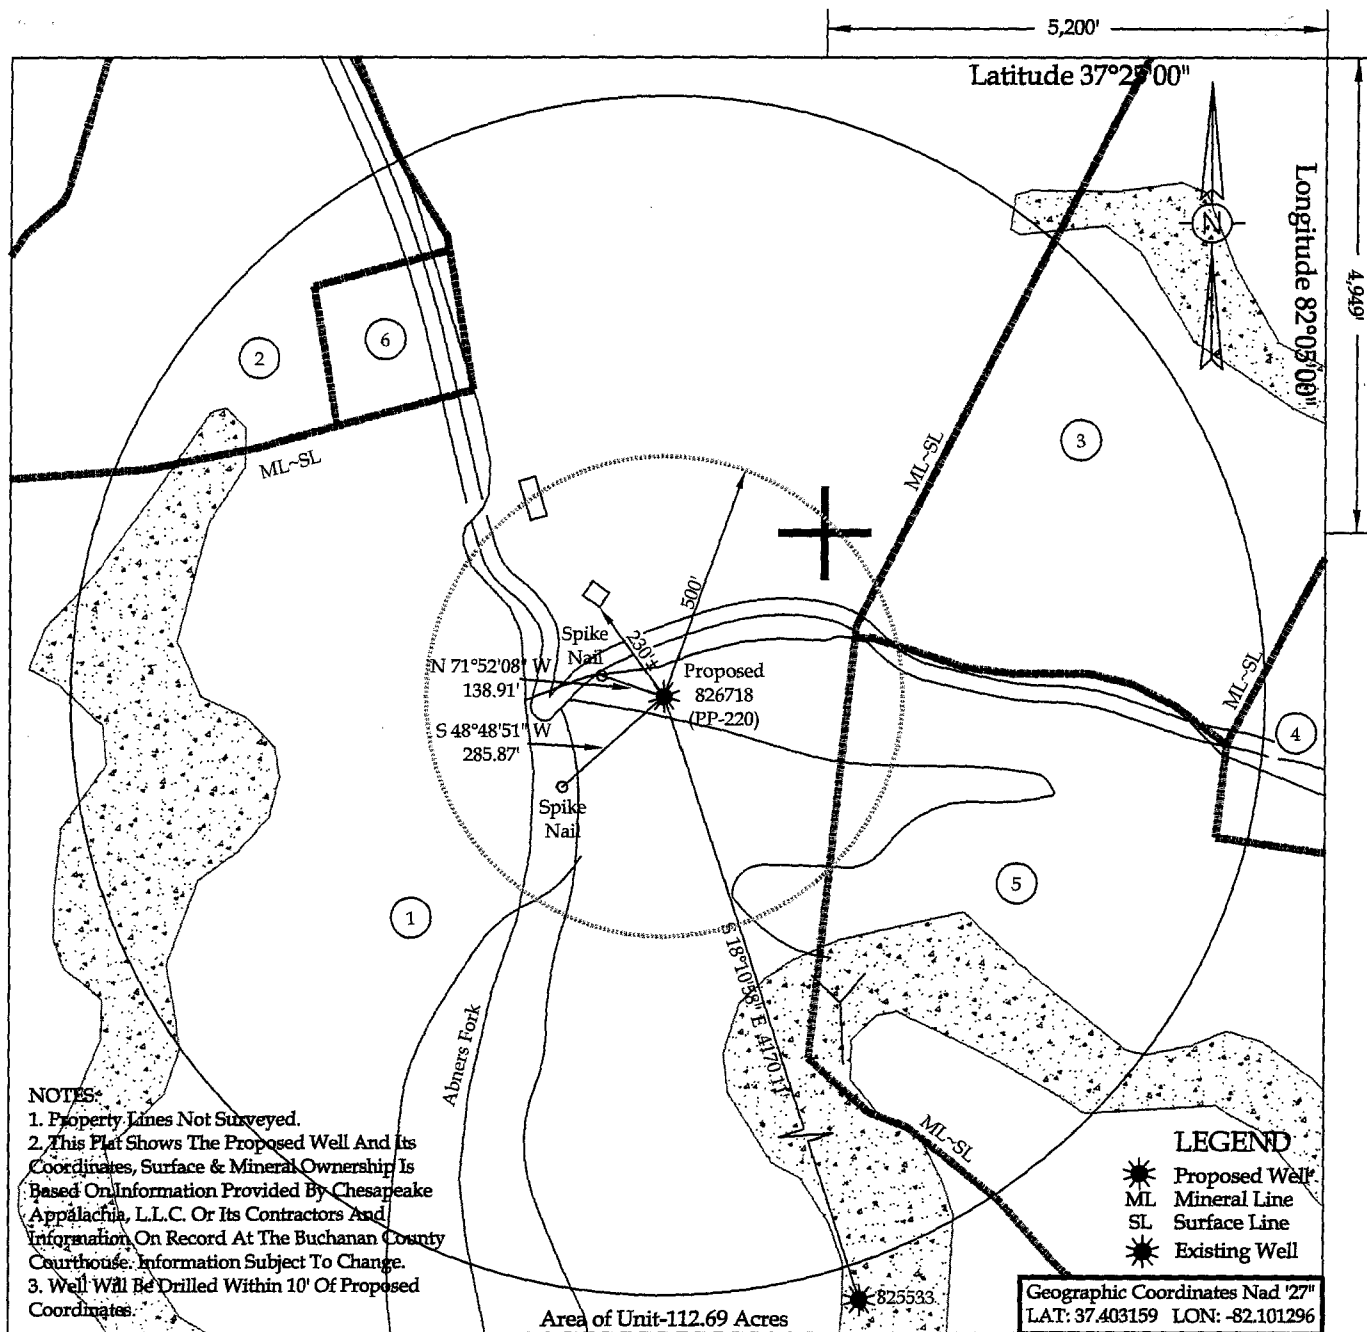 5,200'
Latitude 37°25'00"
N
Longitude 82°05'00"
4,949'
2
6
3
ML~SL
ML~SL
500'
230'±
Spike
Nail
N 71°52'08" W
138.91'
Proposed
826718
(PP-220)
S 48°48'51" W
285.87'
ML~SL
4
Spike
Nail
5
1
S 18°10'58" E 4170.11'
Abners Fork
ML~SL
NOTES:
1. Property Lines Not Surveyed.
2. This Plat Shows The Proposed Well And Its
Coordinates, Surface & Mineral Ownership Is
Based On Information Provided By Chesapeake
Appalachia, L.L.C. Or Its Contractors And
Information On Record At The Buchanan County
Courthouse. Information Subject To Change.
3. Well Will Be Drilled Within 10' Of Proposed
Coordinates.
LEGEND
Proposed Well
ML Mineral Line
SL Surface Line
Existing Well
825533
Area of Unit-112.69 Acres
Geographic Coordinates Nad '27"
LAT: 37.403159 LON: -82.101296